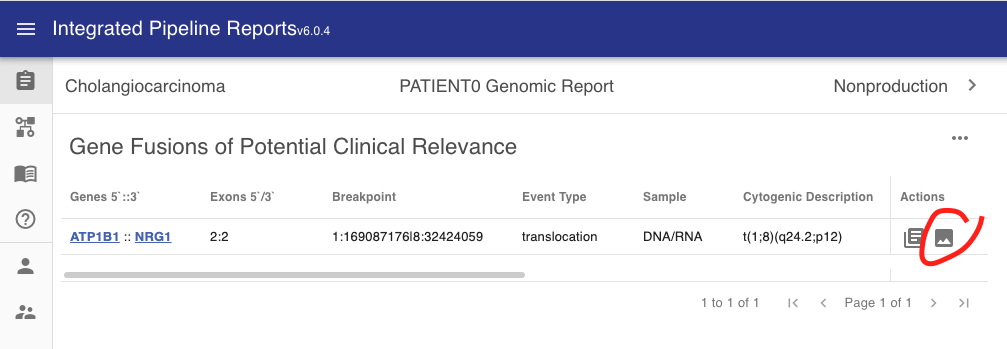 Integrated Pipeline Reportsv6.0.4
Cholangiocarcinoma PATIENT0 Genomic Report Nonproduction
Gene Fusions of Potential Clinical Relevance
Genes 5`::3` Exons 5`/3` Breakpoint Event Type Sample Cytogenic Description Actions
ATP1B1 :: NRG1 2:2 1:169087176|8:32424059 translocation DNA/RNA t(1;8)(q24.2;p12)
1 to 1 of 1 Page 1 of 1